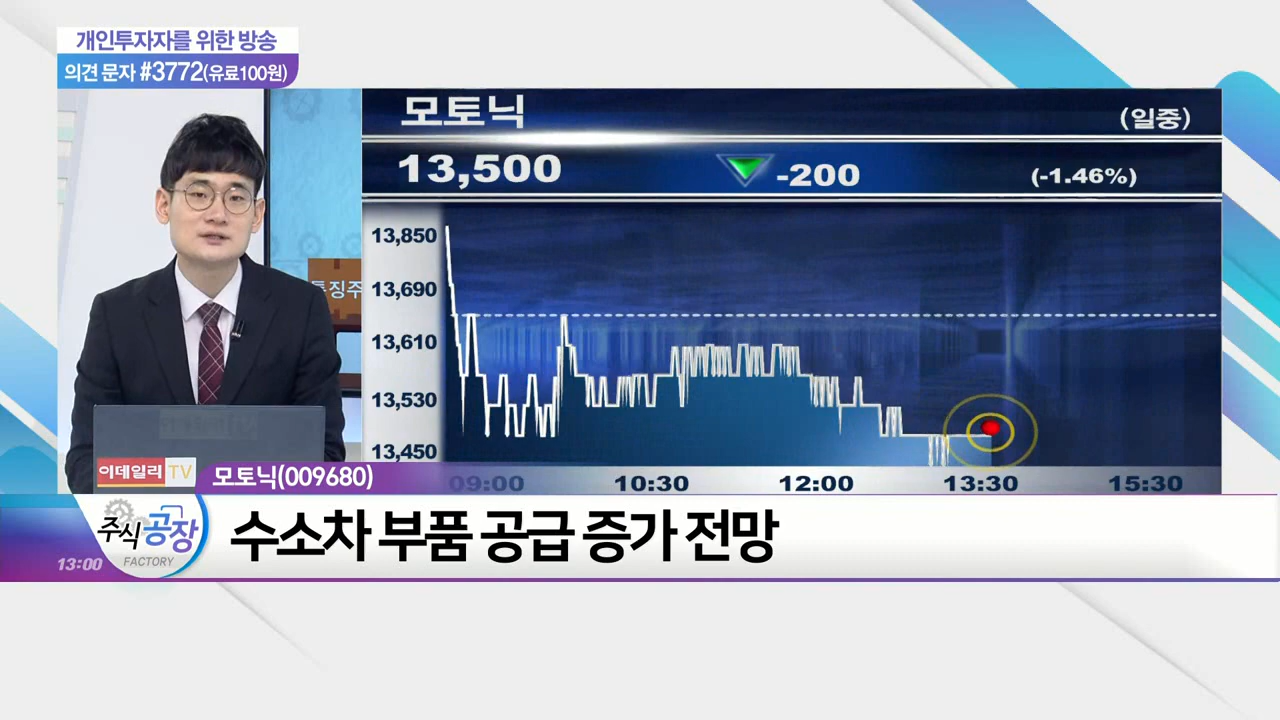 개인투자자를 위한 방송
의견 문자 #3772(유료100원)
모토닉
(일중)
13,500
-200
(-1.46%)
13,850
13,690
13,610
13,530
13,450
09:00
10:30
12:00
13:30
15:30
특징주
이데일리 TV
모토닉(009680)
주식공장
FACTORY
13:00
수소차 부품 공급 증가 전망